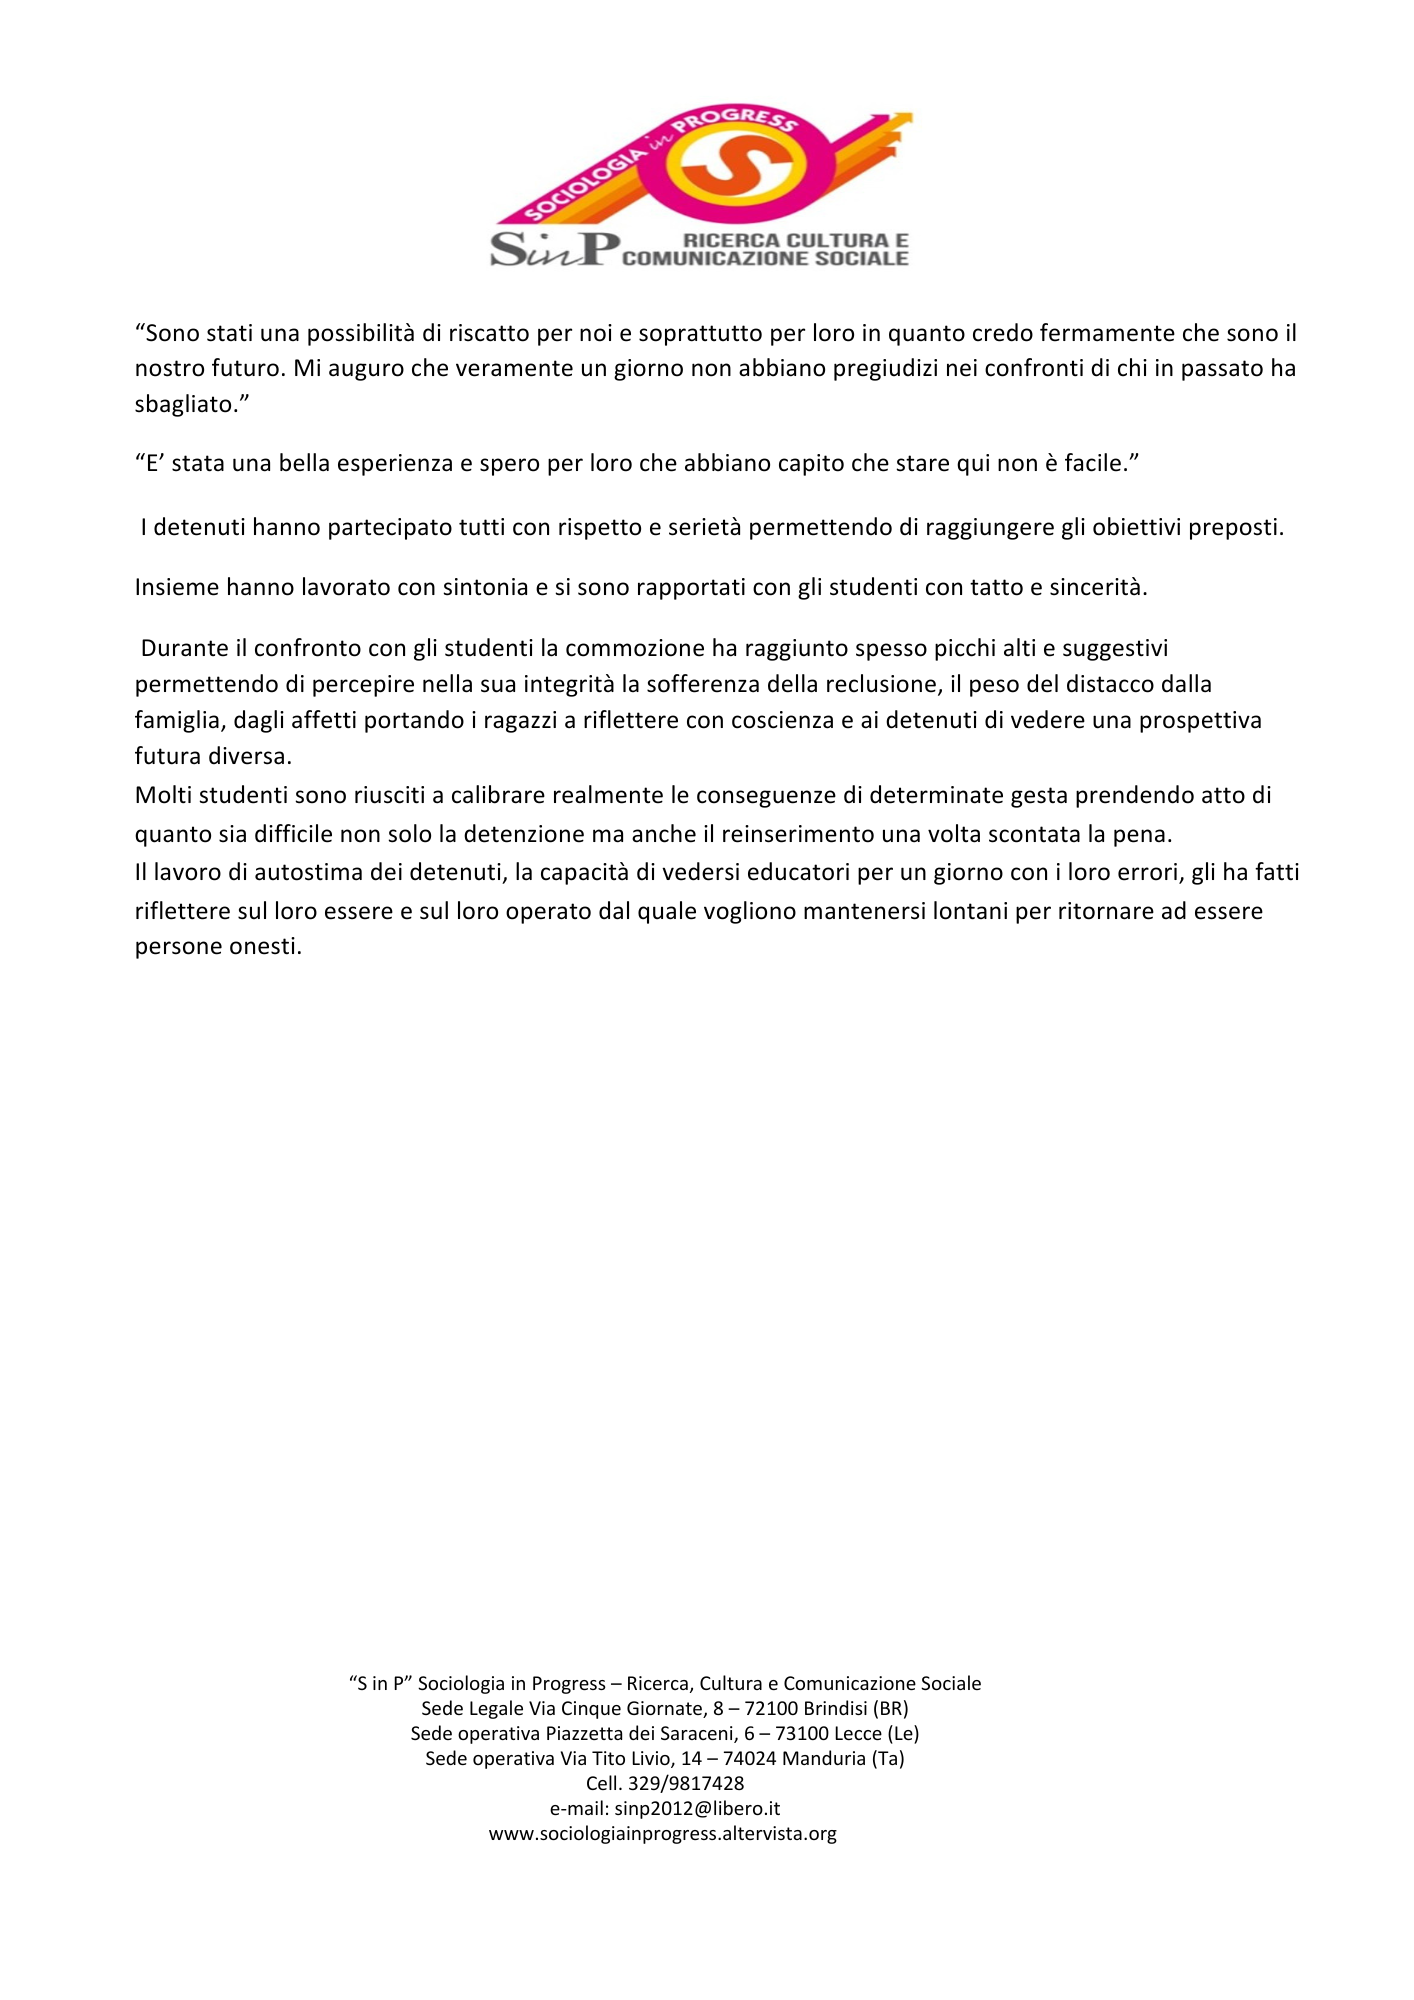 SOCIOLOGIA in PROGRESS
S
SinP RICERCA CULTURA E
COMUNICAZIONE SOCIALE
“Sono stati una possibilità di riscatto per noi e soprattutto per loro in quanto credo fermamente che sono il
nostro futuro. Mi auguro che veramente un giorno non abbiano pregiudizi nei confronti di chi in passato ha
sbagliato.”
“E’ stata una bella esperienza e spero per loro che abbiano capito che stare qui non è facile.”
I detenuti hanno partecipato tutti con rispetto e serietà permettendo di raggiungere gli obiettivi preposti.
Insieme hanno lavorato con sintonia e si sono rapportati con gli studenti con tatto e sincerità.
Durante il confronto con gli studenti la commozione ha raggiunto spesso picchi alti e suggestivi
permettendo di percepire nella sua integrità la sofferenza della reclusione, il peso del distacco dalla
famiglia, dagli affetti portando i ragazzi a riflettere con coscienza e ai detenuti di vedere una prospettiva
futura diversa.
Molti studenti sono riusciti a calibrare realmente le conseguenze di determinate gesta prendendo atto di
quanto sia difficile non solo la detenzione ma anche il reinserimento una volta scontata la pena.
Il lavoro di autostima dei detenuti, la capacità di vedersi educatori per un giorno con i loro errori, gli ha fatti
riflettere sul loro essere e sul loro operato dal quale vogliono mantenersi lontani per ritornare ad essere
persone onesti.
“S in P” Sociologia in Progress – Ricerca, Cultura e Comunicazione Sociale
Sede Legale Via Cinque Giornate, 8 – 72100 Brindisi (BR)
Sede operativa Piazzetta dei Saraceni, 6 – 73100 Lecce (Le)
Sede operativa Via Tito Livio, 14 – 74024 Manduria (Ta)
Cell. 329/9817428
e-mail: sinp2012@libero.it
www.sociologiainprogress.altervista.org